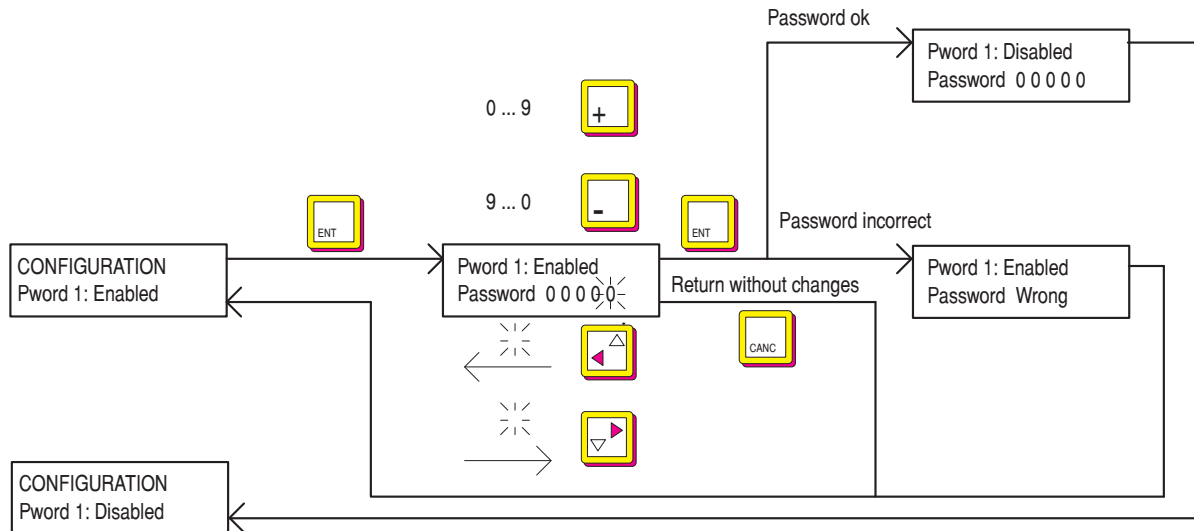 Password ok
Pword 1: Disabled
Password 0 0 0 0 0
0 ... 9
+
9 ... 0
-
ENT
ENT
Password incorrect
CONFIGURATION
Pword 1: Enabled
Pword 1: Enabled
Password 0 0 0 0 0
Return without changes
Pword 1: Enabled
Password Wrong
CANC
CONFIGURATION
Pword 1: Disabled